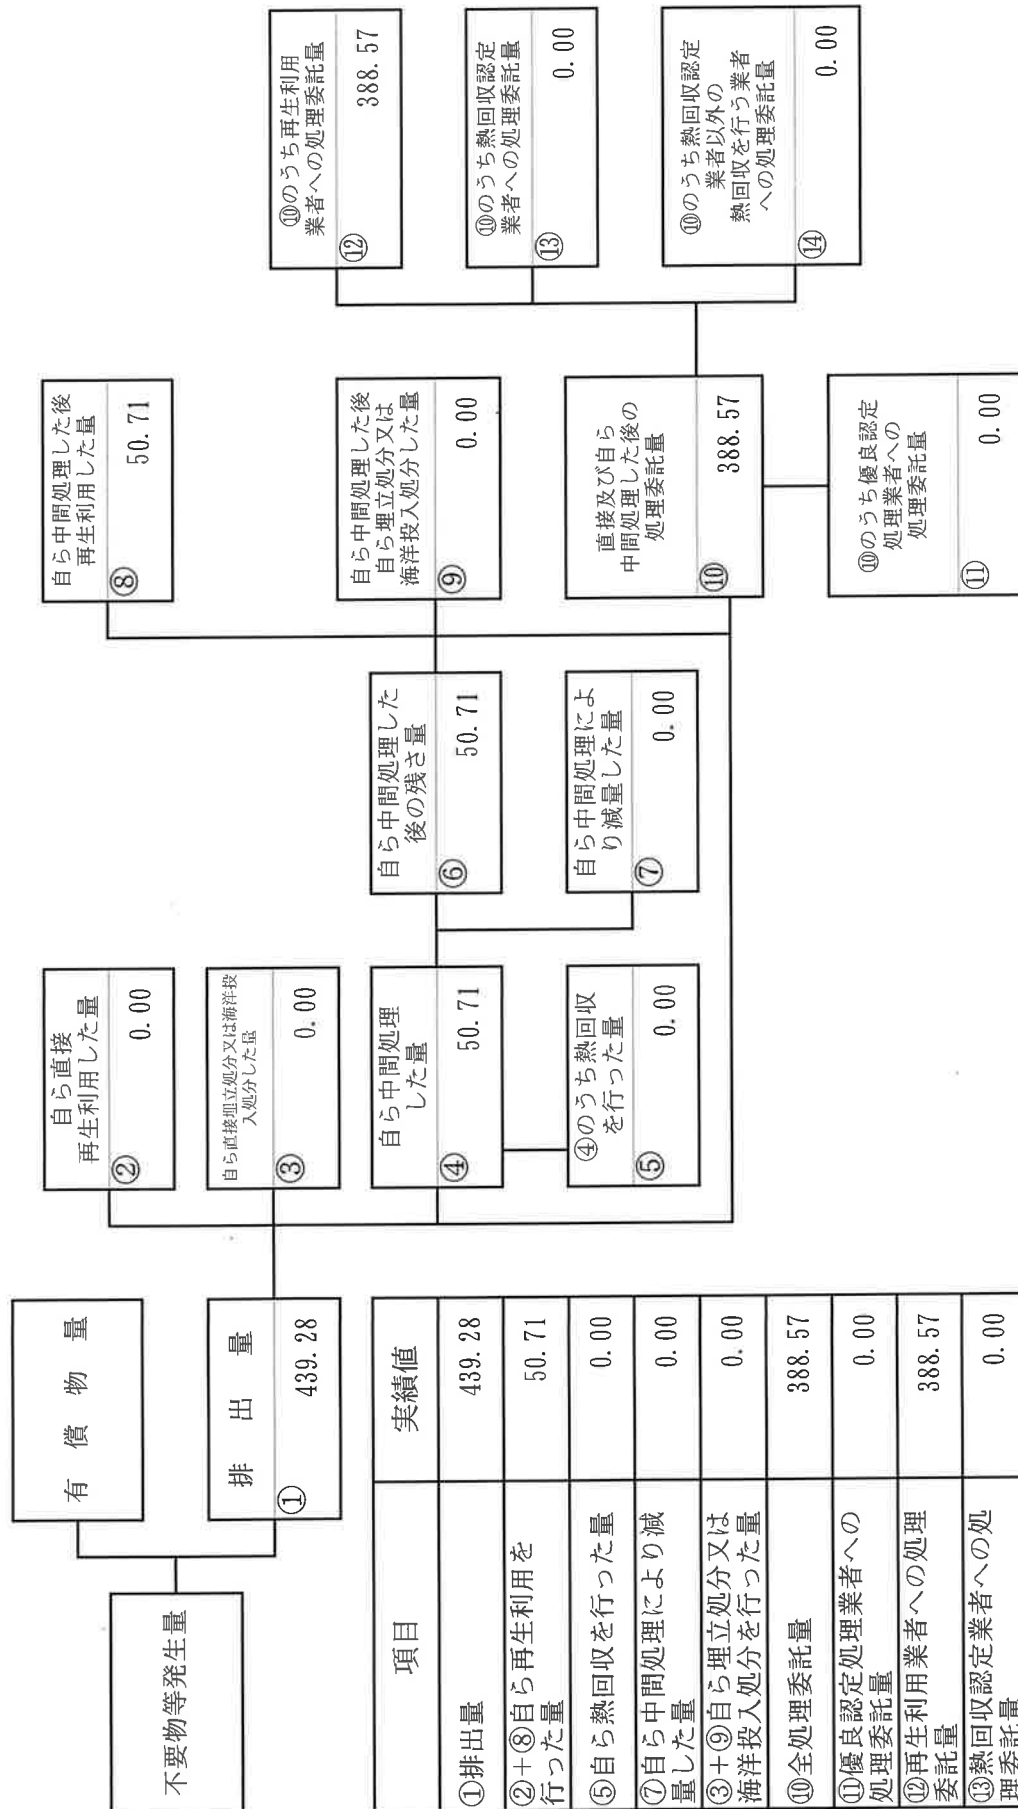 不要物等発生量
有償物量
排出量
①
439.28
自ら直接
再生利用した量
②
0.00
自ら直接埋立処分又は海洋投
入処分した量
③
0.00
自ら中間処理
した量
④
50.71
④のうち熱回収
を行った量
⑤
0.00
自ら中間処理した
後の残さ量
⑥
50.71
自ら中間処理によ
り減量した量
⑦
0.00
自ら中間処理した後
再生利用した量
⑧
50.71
自ら中間処理した後
自ら埋立処分又は
海洋投入処分した量
⑨
0.00
直接及び自ら
中間処理した後の
処理委託量
⑩
388.57
⑩のうち優良認定
処理業者への
処理委託量
⑪
0.00
⑩のうち再生利用
業者への処理委託量
⑫
388.57
⑩のうち熱回収認定
業者への処理委託量
⑬
0.00
⑩のうち熱回収認定
業者以外の
熱回収を行う業者
への処理委託量
⑭
0.00
項目 実績値
①排出量 439.28
②+⑧自ら再生利用を
行った量 50.71
⑤自ら熱回収を行った量 0.00
⑦自ら中間処理により減
量した量 0.00
③+⑨自ら埋立処分又は
海洋投入処分を行った量 0.00
⑩全処理委託量 388.57
⑪優良認定処理業者への
処理委託量 0.00
⑫再生利用業者への処理
委託量 388.57
⑬熱回収認定業者への処
理委託量 0.00